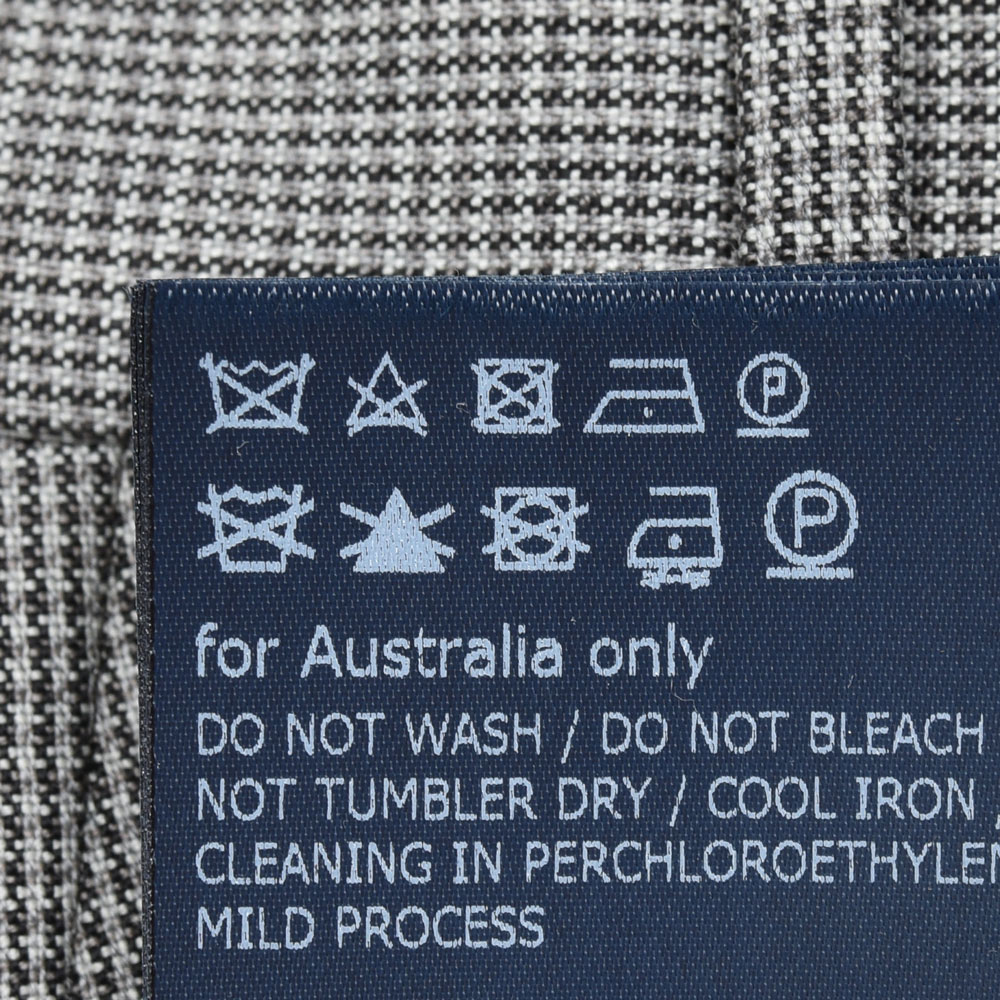 P
P
for Australia only
DO NOT WASH / DO NOT BLEACH
NOT TUMBLER DRY / COOL IRON
CLEANING IN PERCHLOROETHYLEN
MILD PROCESS